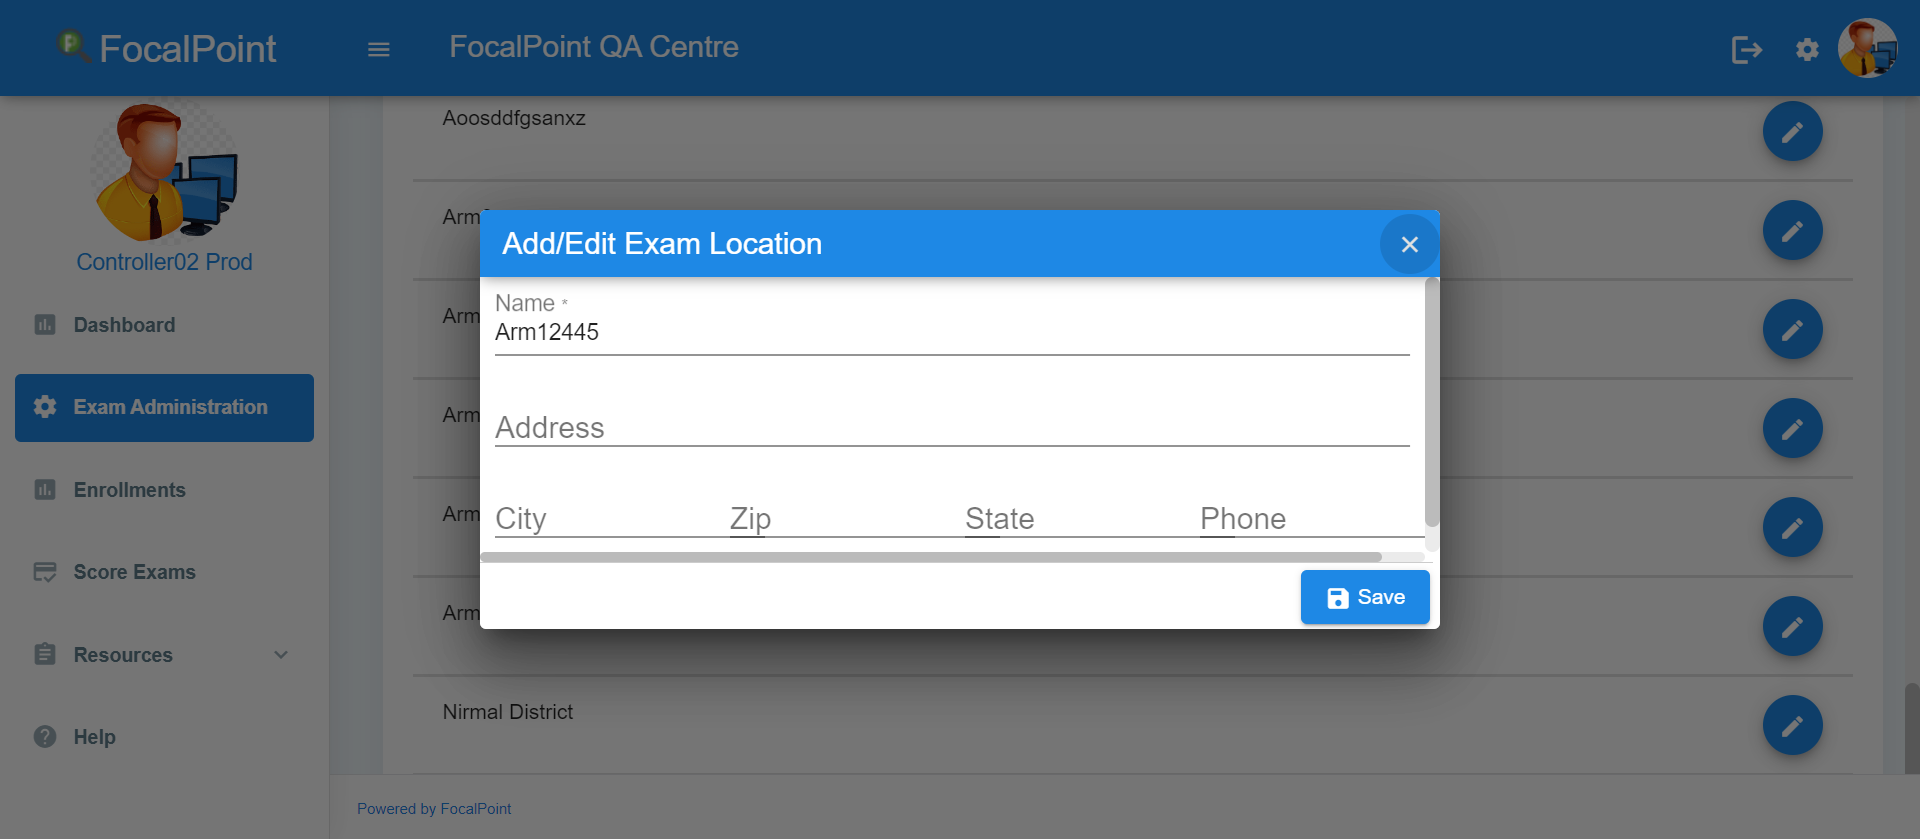 FocalPoint
FocalPoint QA Centre
Controller02 Prod
Dashboard
Exam Administration
Enrollments
Score Exams
Resources
Help
Aoosddfgsanxz
Arm
Arm
Arm
Arm
Arm
Nirmal District
Add/Edit Exam Location
Name *
Arm12445
Address
City Zip State Phone
Save
Powered by FocalPoint